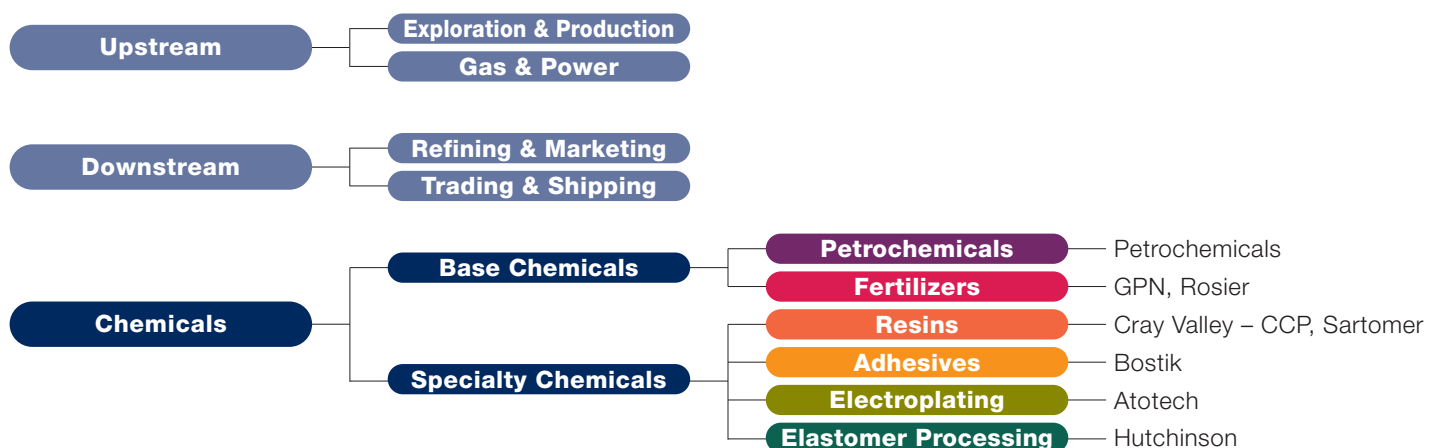 Upstream
Exploration & Production
Gas & Power
Downstream
Refining & Marketing
Trading & Shipping
Chemicals
Base Chemicals
Petrochemicals
Petrochemicals
Fertilizers
GPN, Rosier
Specialty Chemicals
Resins
Cray Valley – CCP, Sartomer
Adhesives
Bostik
Electroplating
Atotech
Elastomer Processing
Hutchinson